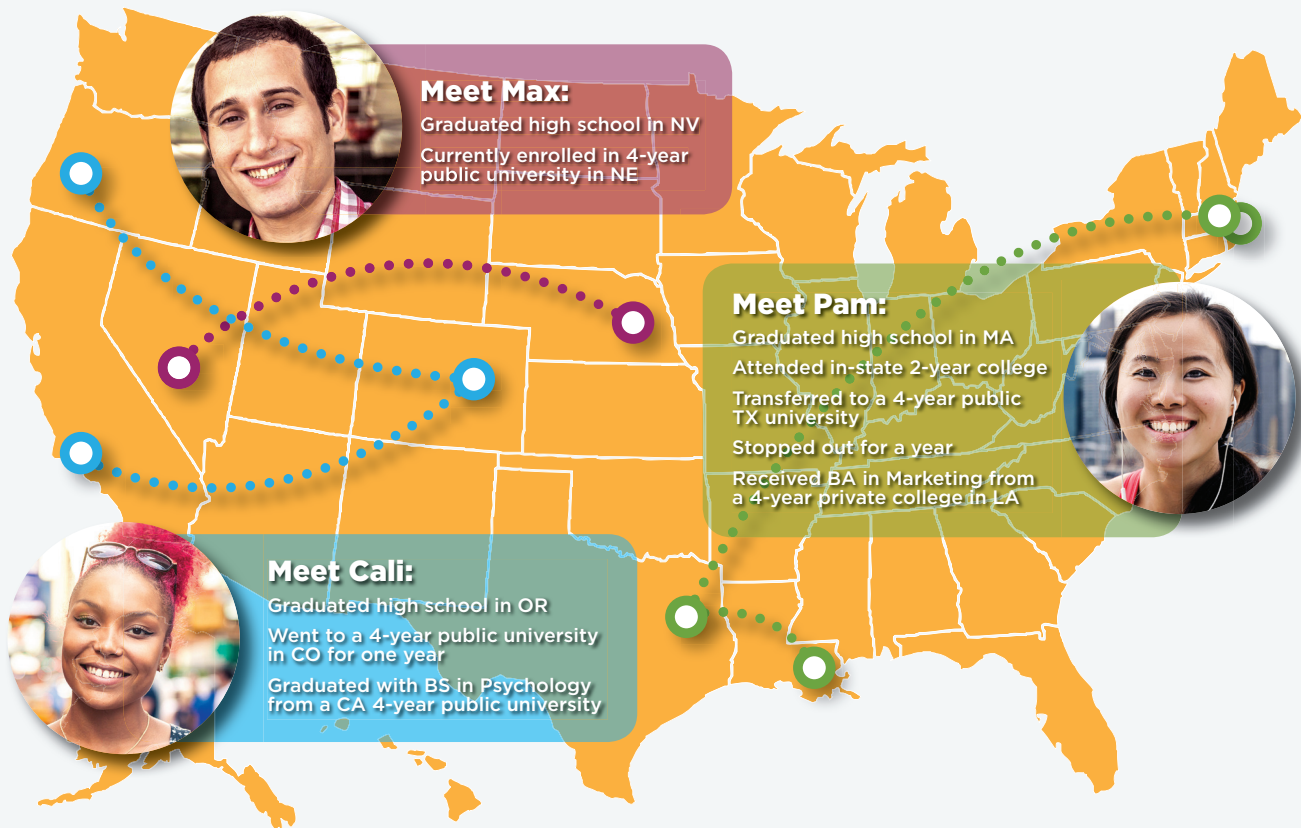 Meet Max:
Graduated high school in NV
Currently enrolled in 4-year
public university in NE
Meet Pam:
Graduated high school in MA
Attended in-state 2-year college
Transferred to a 4-year public
TX university
Stopped out for a year
Received BA in Marketing from
a 4-year private college in LA
Meet Cali:
Graduated high school in OR
Went to a 4-year public university
in CO for one year
Graduated with BS in Psychology
from a CA 4-year public university